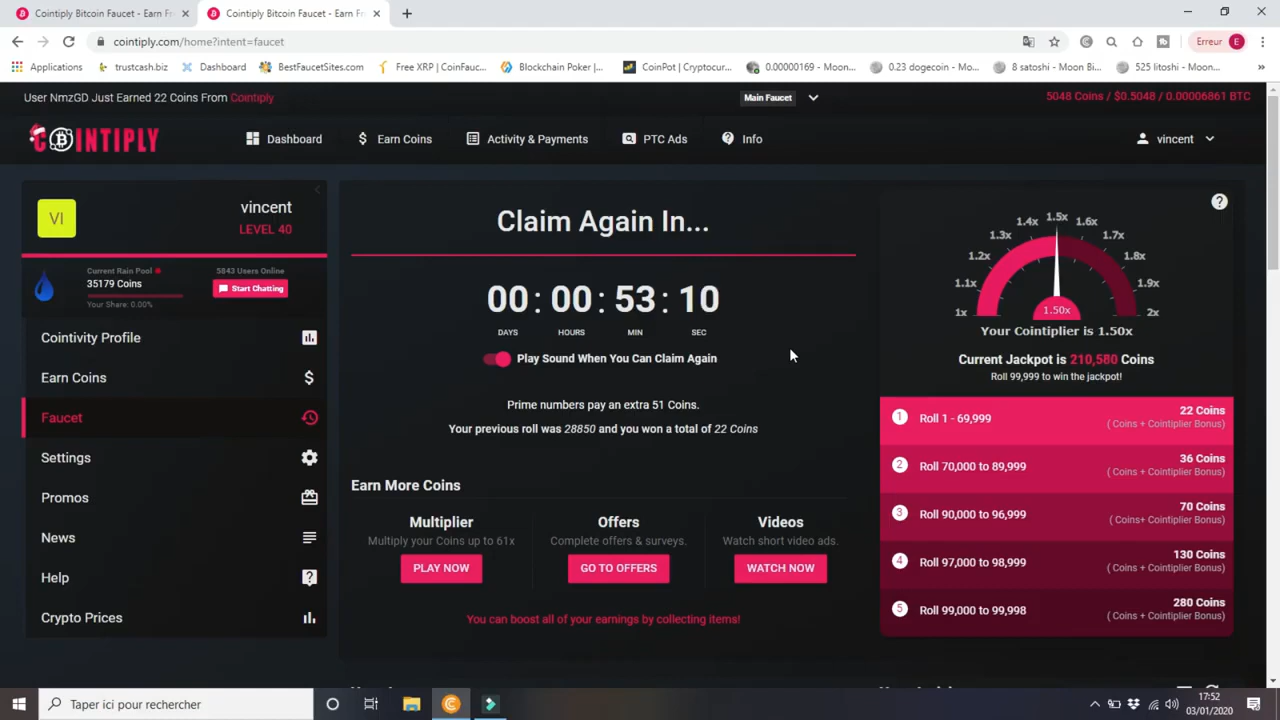 Cointiply Bitcoin Faucet - Earn Fr
Cointiply Bitcoin Faucet - Earn Fr
cointiply.com/home?intent=faucet
Erreur E
Applications
trustcash.biz
Dashboard
BestFaucetSites.com
Free XRP | CoinFauc...
Blockchain Poker |...
CoinPot | Cryptocur...
0.00000169 - Moon...
0.23 dogecoin - Mo...
8 satoshi - Moon Bi...
525 litoshi - Moon...
User NmzGD Just Earned 22 Coins From Cointiply
Main Faucet
5048 Coins / $0.5048 / 0.00006861 BTC
COINTIPLY
Dashboard
Earn Coins
Activity & Payments
PTC Ads
Info
vincent
VI
vincent
LEVEL 40
Current Rain Pool
35179 Coins
Your Share: 0.00%
5843 Users Online
Start Chatting
Cointivity Profile
Earn Coins
Faucet
Settings
Promos
News
Help
Crypto Prices
Claim Again In...
00 : 00 : 53 : 10
DAYS HOURS MIN SEC
Play Sound When You Can Claim Again
Prime numbers pay an extra 51 Coins.
Your previous roll was 28850 and you won a total of 22 Coins
Earn More Coins
Multiplier
Multiply your Coins up to 61x
PLAY NOW
Offers
Complete offers & surveys.
GO TO OFFERS
Videos
Watch short video ads.
WATCH NOW
You can boost all of your earnings by collecting items!
1x 1.1x 1.2x 1.3x 1.4x 1.5x 1.6x 1.7x 1.8x 1.9x 2x
1.50x
Your Cointiplier is 1.50x
Current Jackpot is 210,580 Coins
Roll 99,999 to win the jackpot!
1 Roll 1 - 69,999 22 Coins
( Coins + Cointiplier Bonus)
2 Roll 70,000 to 89,999 36 Coins
( Coins + Cointiplier Bonus)
3 Roll 90,000 to 96,999 70 Coins
( Coins+ Cointiplier Bonus)
4 Roll 97,000 to 98,999 130 Coins
( Coins + Cointiplier Bonus)
5 Roll 99,000 to 99,998 280 Coins
( Coins + Cointiplier Bonus)
Taper ici pour rechercher
17:52
03/01/2020